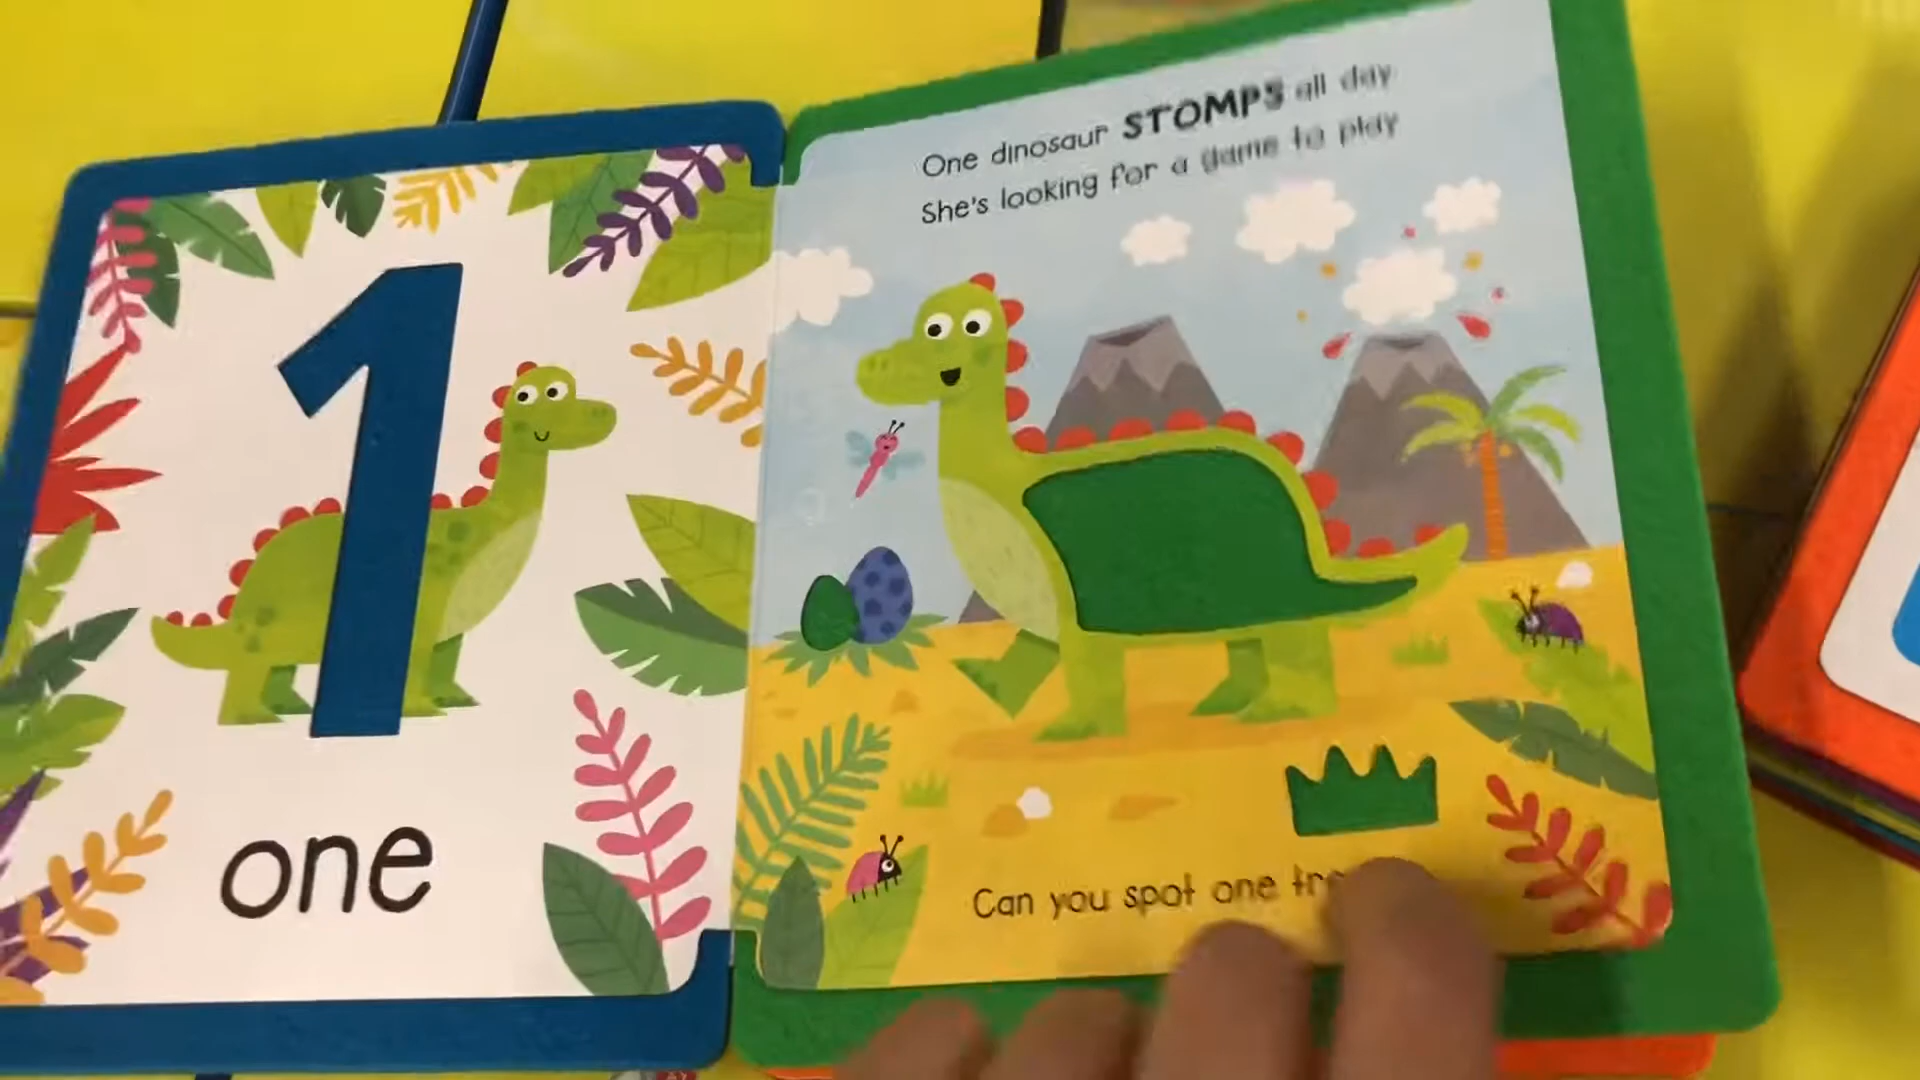 1
one
One dinosaur STOMPS all day
She's looking for a game to play
Can you spot one